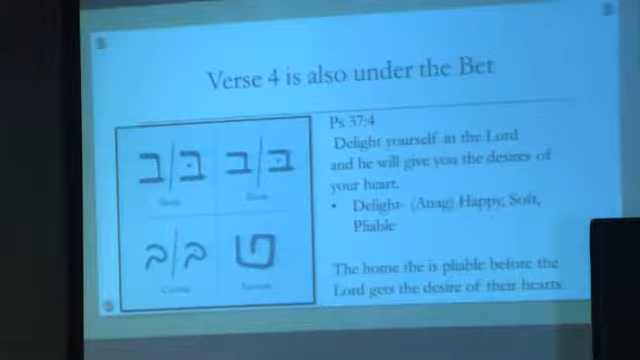 Verse 4 is also under the Bet
ב/בּ ב/בּ
ב/בּ
Ps 37:4
Delight yourself in the Lord
and he will give you the desires of
your heart.
• Delight- (Anag) Happy, Soft,
Pliable
The home the is pliable before the
Lord gets the desire of their hearts